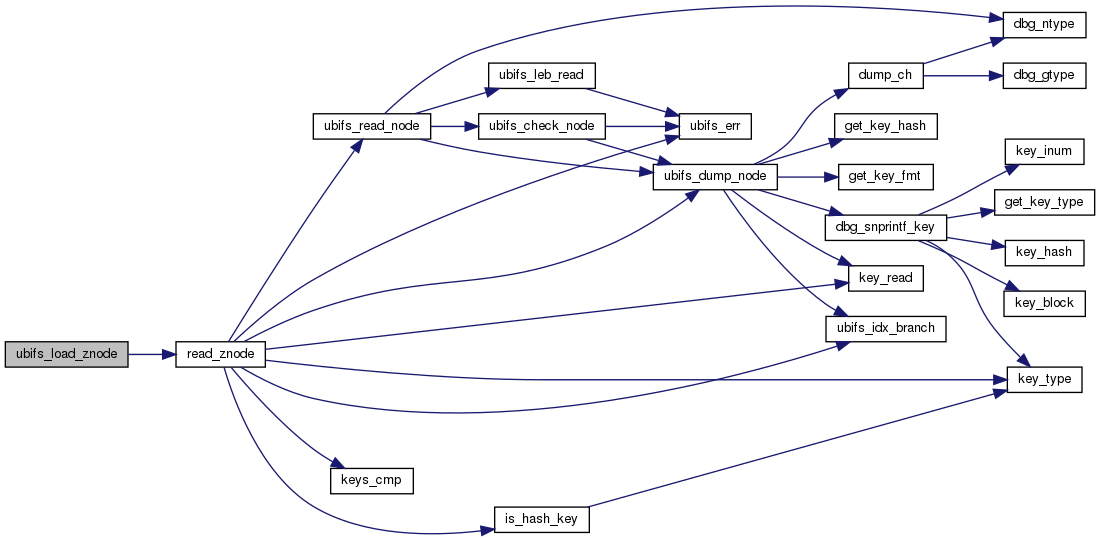 dbg_ntype
ubifs_leb_read
dump_ch
dbg_gtype
ubifs_read_node
ubifs_check_node
ubifs_err
get_key_hash
key_inum
ubifs_dump_node
get_key_fmt
get_key_type
dbg_snprintf_key
key_hash
key_read
key_block
ubifs_idx_branch
ubifs_load_znode
read_znode
key_type
keys_cmp
is_hash_key